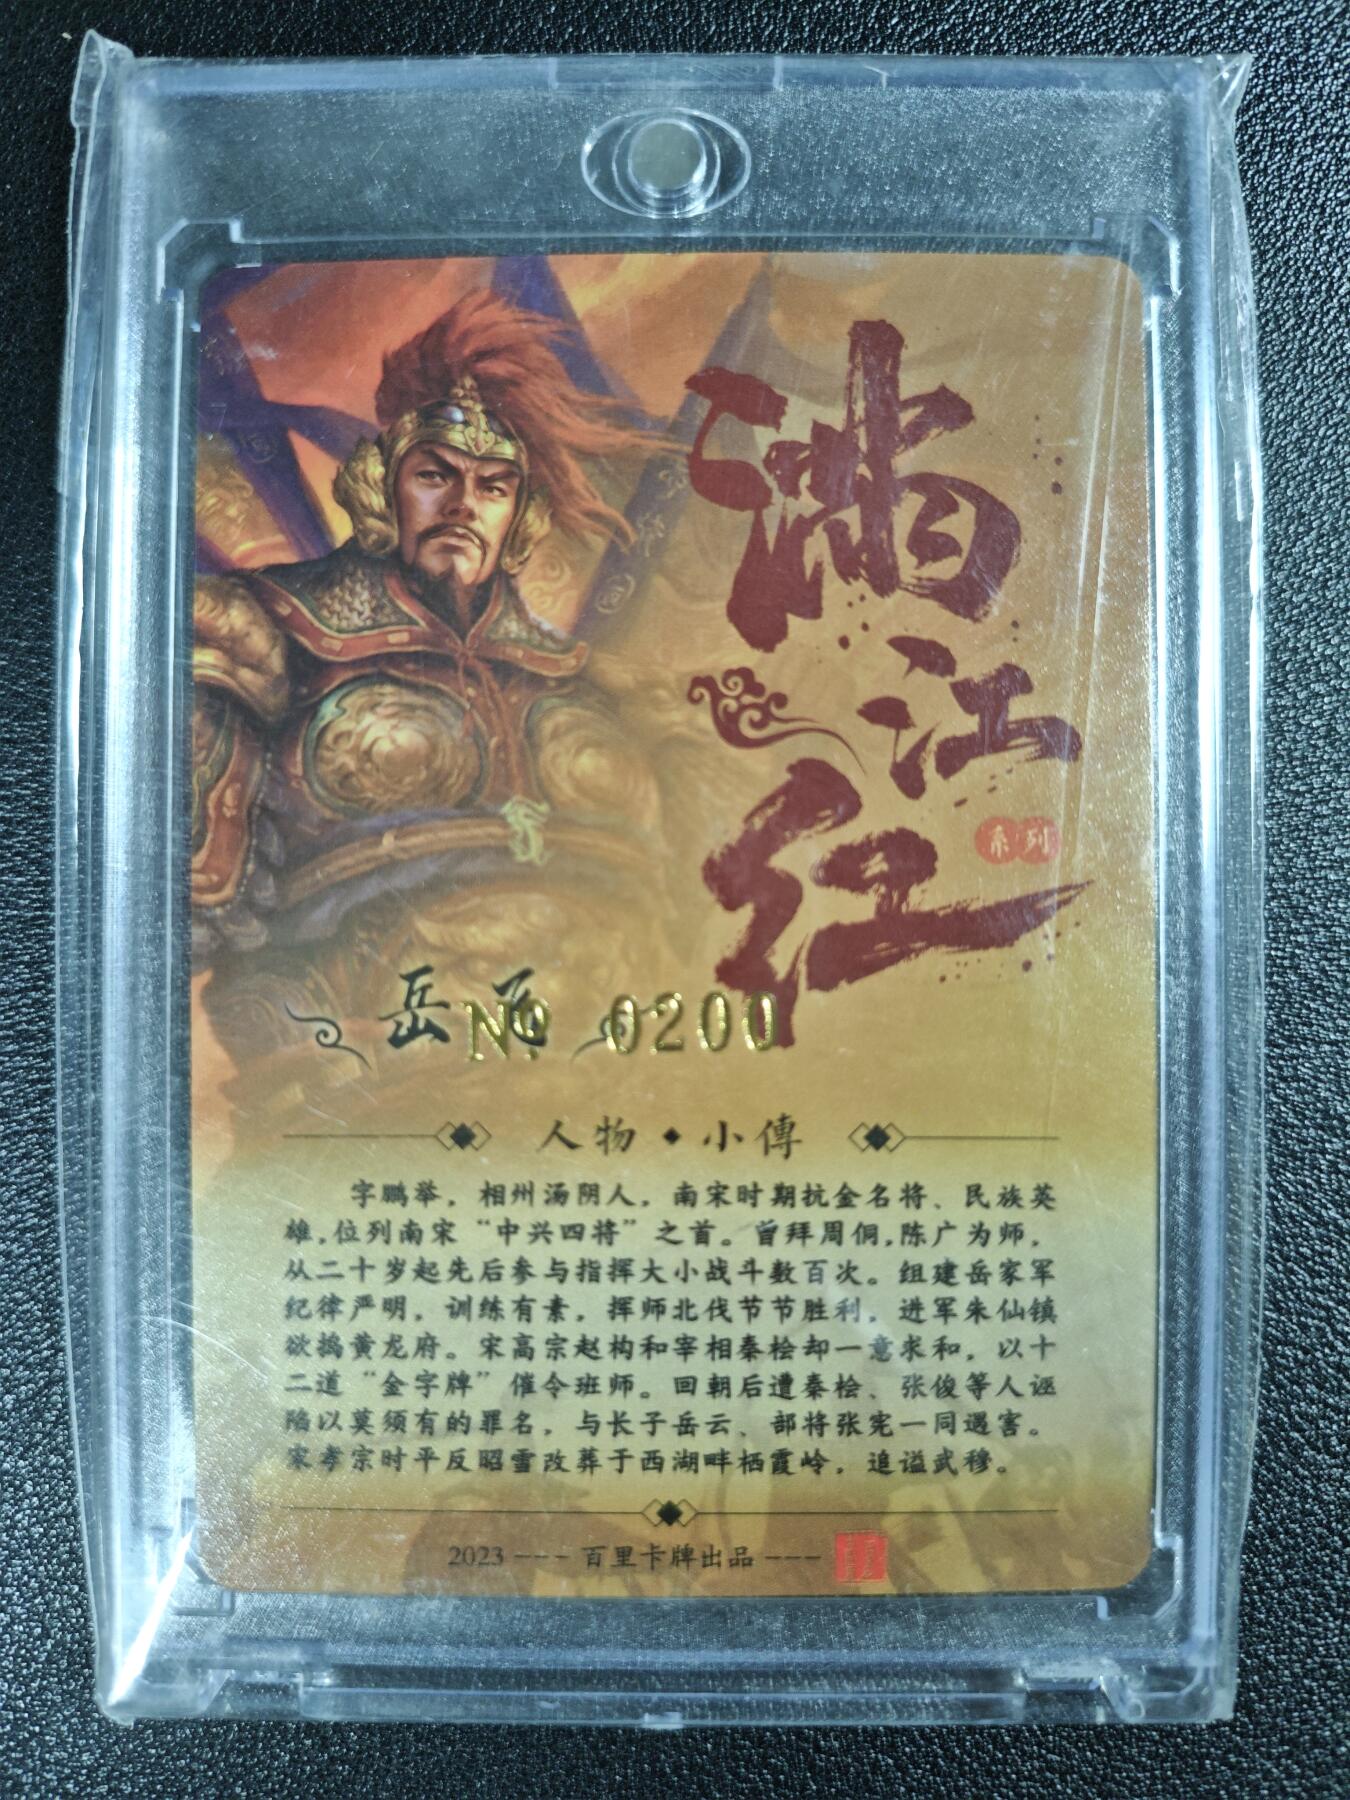 满
江
红
系列
岳飞
№ 0200
人物·小傳
字鹏举，相州汤阴人，南宋时期抗金名将、民族英
雄，位列南宋“中兴四将”之首。曾拜周侗，陈广为师，
从二十岁起先后参与指挥大小战斗数百次。组建岳家军
纪律严明，训练有素，挥师北伐节节胜利，进军朱仙镇
欲捣黄龙府。宋高宗赵构和宰相秦桧却一意求和，以十
二道“金字牌”催令班师。回朝后遭秦桧、张俊等人诬
陷以莫须有的罪名，与长子岳云、部将张宪一同遇害。
宋孝宗时平反昭雪改葬于西湖畔栖霞岭，追谥武穆。
2023---百里卡牌出品---